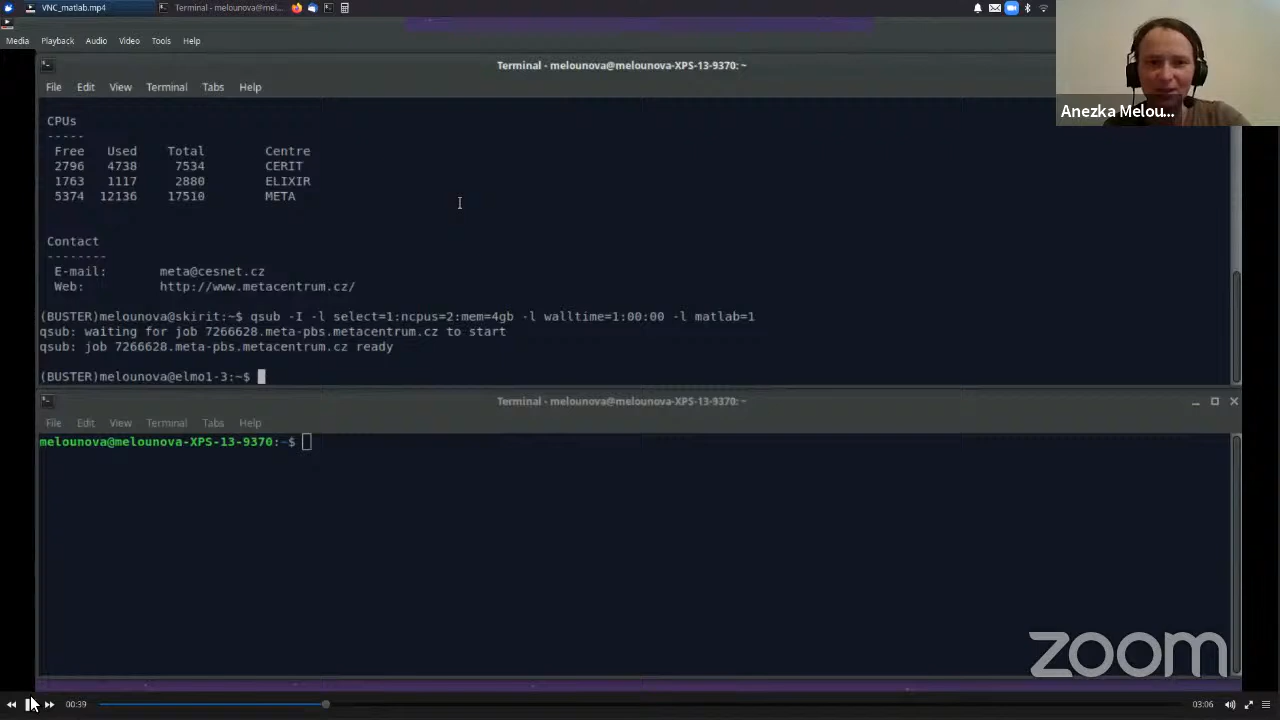 VNC_matlab.mp4
Terminal - melounova@mel...
Media Playback Audio Video Tools Help
Terminal - melounova@melounova-XPS-13-9370: ~
File Edit View Terminal Tabs Help
Anezka Melou...
CPUs
-----
Free Used Total Centre
2796 4738 7534 CERIT
1763 1117 2880 ELIXIR
5374 12136 17510 META
Contact
--------
E-mail: meta@cesnet.cz
Web: http://www.metacentrum.cz/
(BUSTER)melounova@skirit:~$ qsub -I -l select=1:ncpus=2:mem=4gb -l walltime=1:00:00 -l matlab=1
qsub: waiting for job 7266628.meta-pbs.metacentrum.cz to start
qsub: job 7266628.meta-pbs.metacentrum.cz ready
(BUSTER)melounova@elmo1-3:~$
Terminal - melounova@melounova-XPS-13-9370: ~
File Edit View Terminal Tabs Help
melounova@melounova-XPS-13-9370:~$
zoom
00:39
03:06